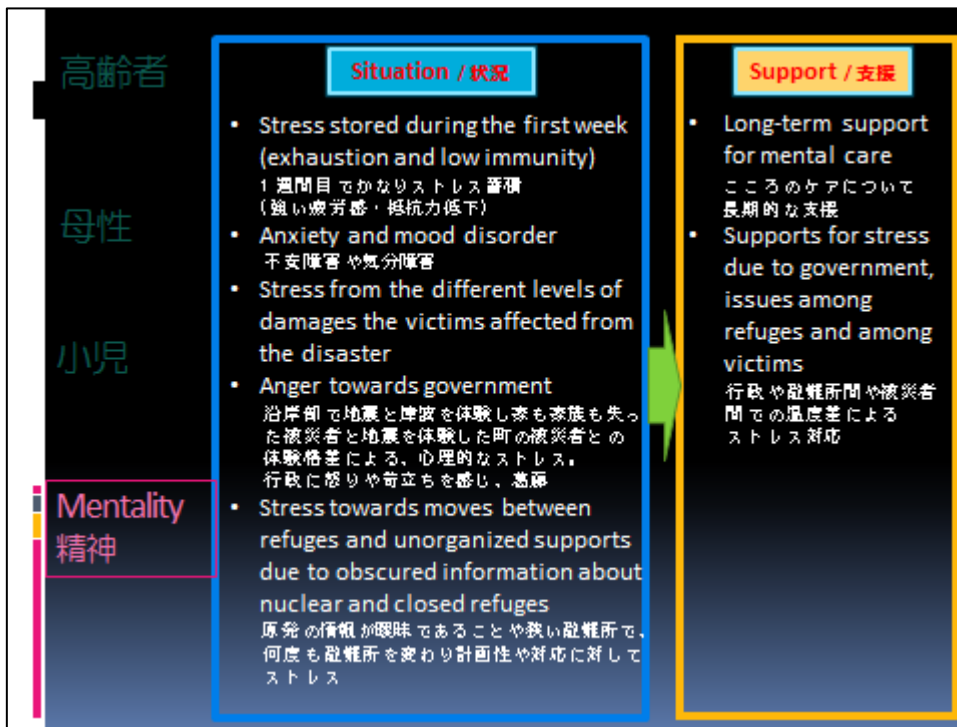 高齢者
母性
小児
Mentality
精神
Situation / 状況
• Stress stored during the first week
(exhaustion and low immunity)
1週間目でかなりストレス蓄積
(強い疲労感・抵抗力低下)
• Anxiety and mood disorder
不安障害や気分障害
• Stress from the different levels of
damages the victims affected from
the disaster
• Anger towards government
沿岸部で地震と津波を体験し家も家族も失っ
た被災者と地震を体験した町の被災者との
体験格差による、心理的なストレス。
行政に怒りや苛立ちを感じ、葛藤
• Stress towards moves between
refuges and unorganized supports
due to obscured information about
nuclear and closed refuges
原発の情報が曖昧であることや狭い避難所で、
何度も避難所を変わり計画性や対応に対して
ストレス
Support / 支援
• Long-term support
for mental care
こころのケアについて
長期的な支援
• Supports for stress
due to government,
issues among
refuges and among
victims
行政や避難所間や被災者
間での温度差による
ストレス対応